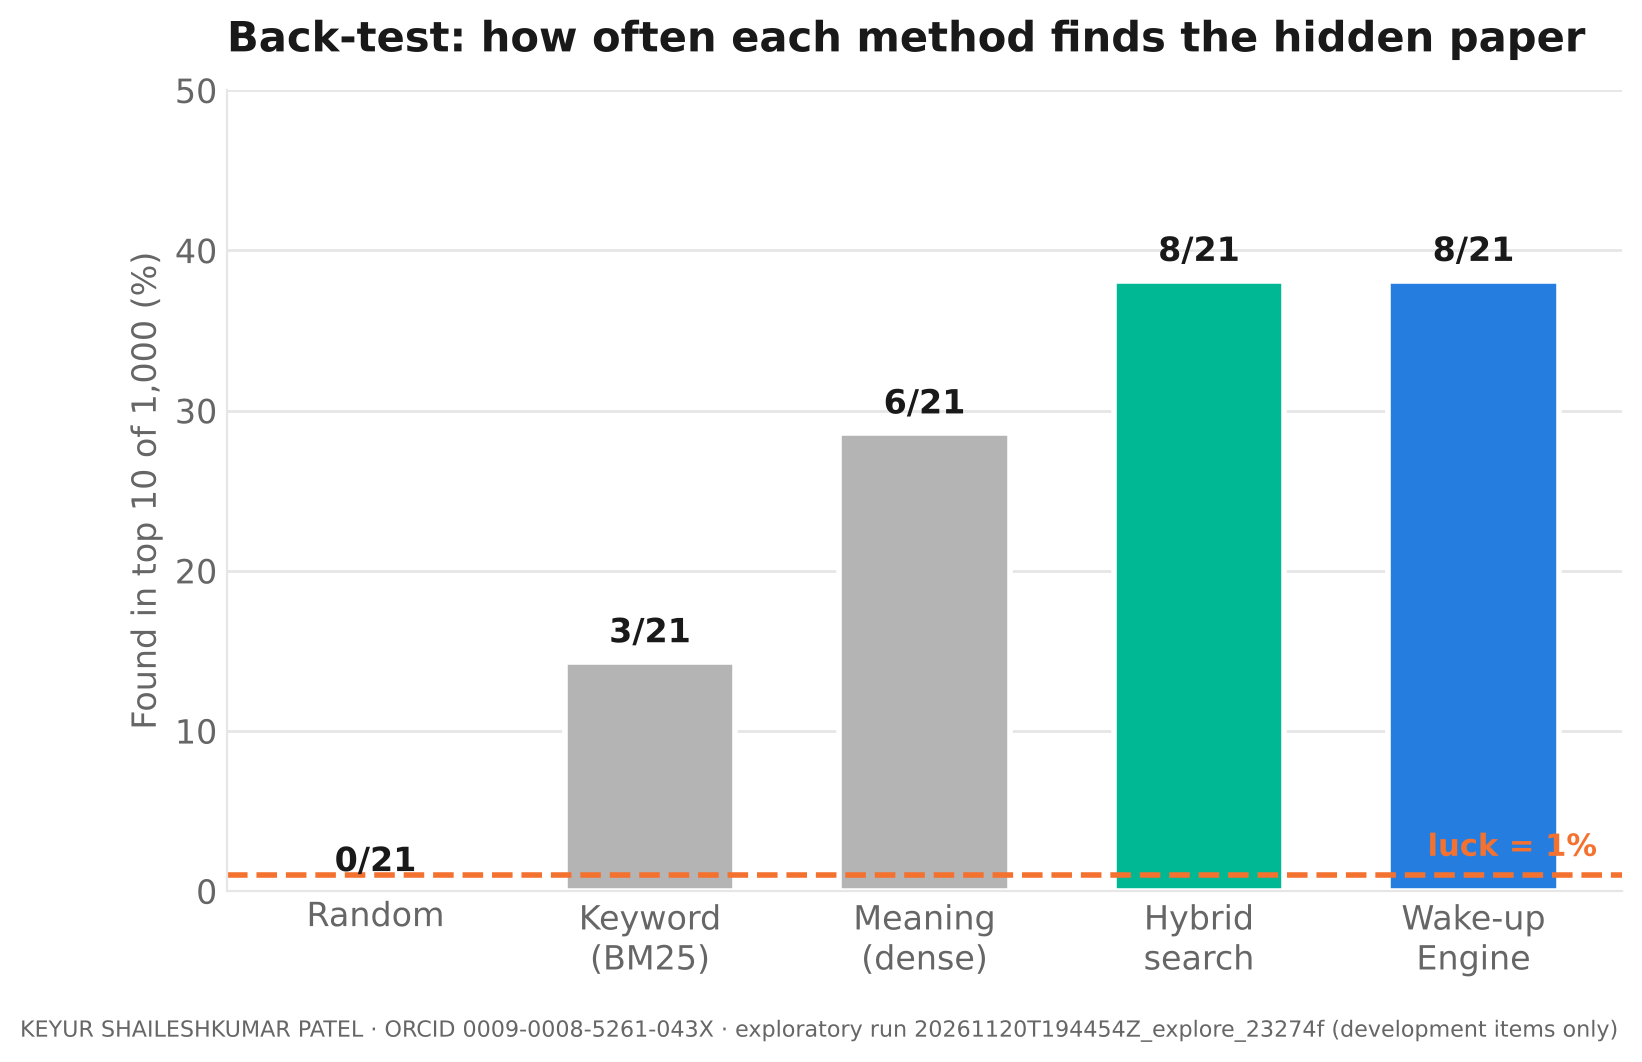 Back-test: how often each method finds the hidden paper
Found in top 10 of 1,000 (%)
50
40
30
20
10
0
0/21
3/21
6/21
8/21
8/21
luck = 1%
Random
Keyword
(BM25)
Meaning
(dense)
Hybrid
search
Wake-up
Engine
KEYUR SHAILESHKUMAR PATEL · ORCID 0009-0008-5261-043X · exploratory run 20261120T194454Z_explore_23274f (development items only)